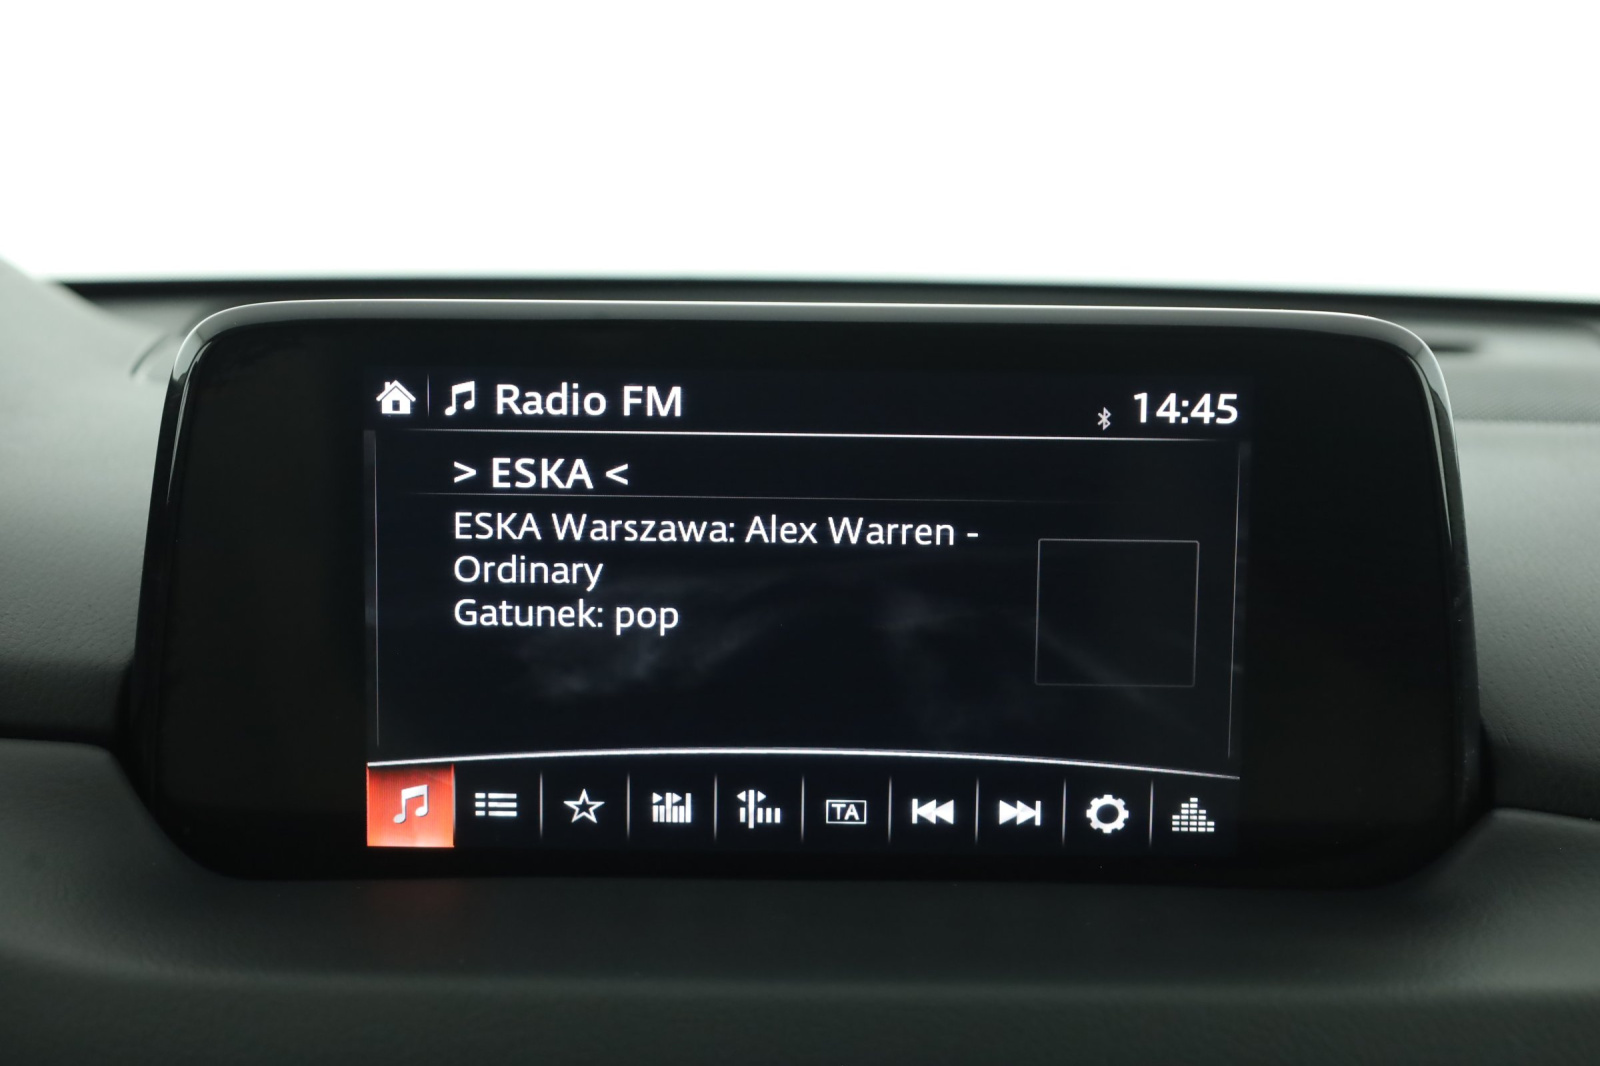 Radio FM
14:45
> ESKA <
ESKA Warszawa: Alex Warren -
Ordinary
Gatunek: pop
TA